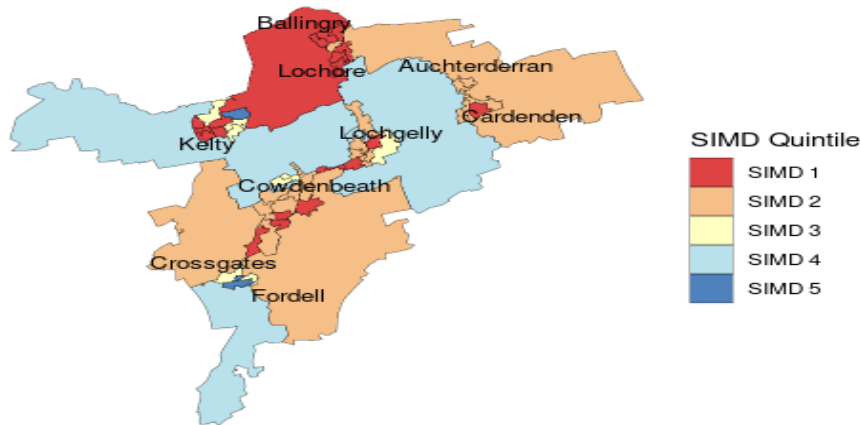 Ballingry
Lochore
Auchterderran
Cardenden
Kelty
Lochgelly
Cowdenbeath
Crossgates
Fordell
SIMD Quintile
SIMD 1
SIMD 2
SIMD 3
SIMD 4
SIMD 5